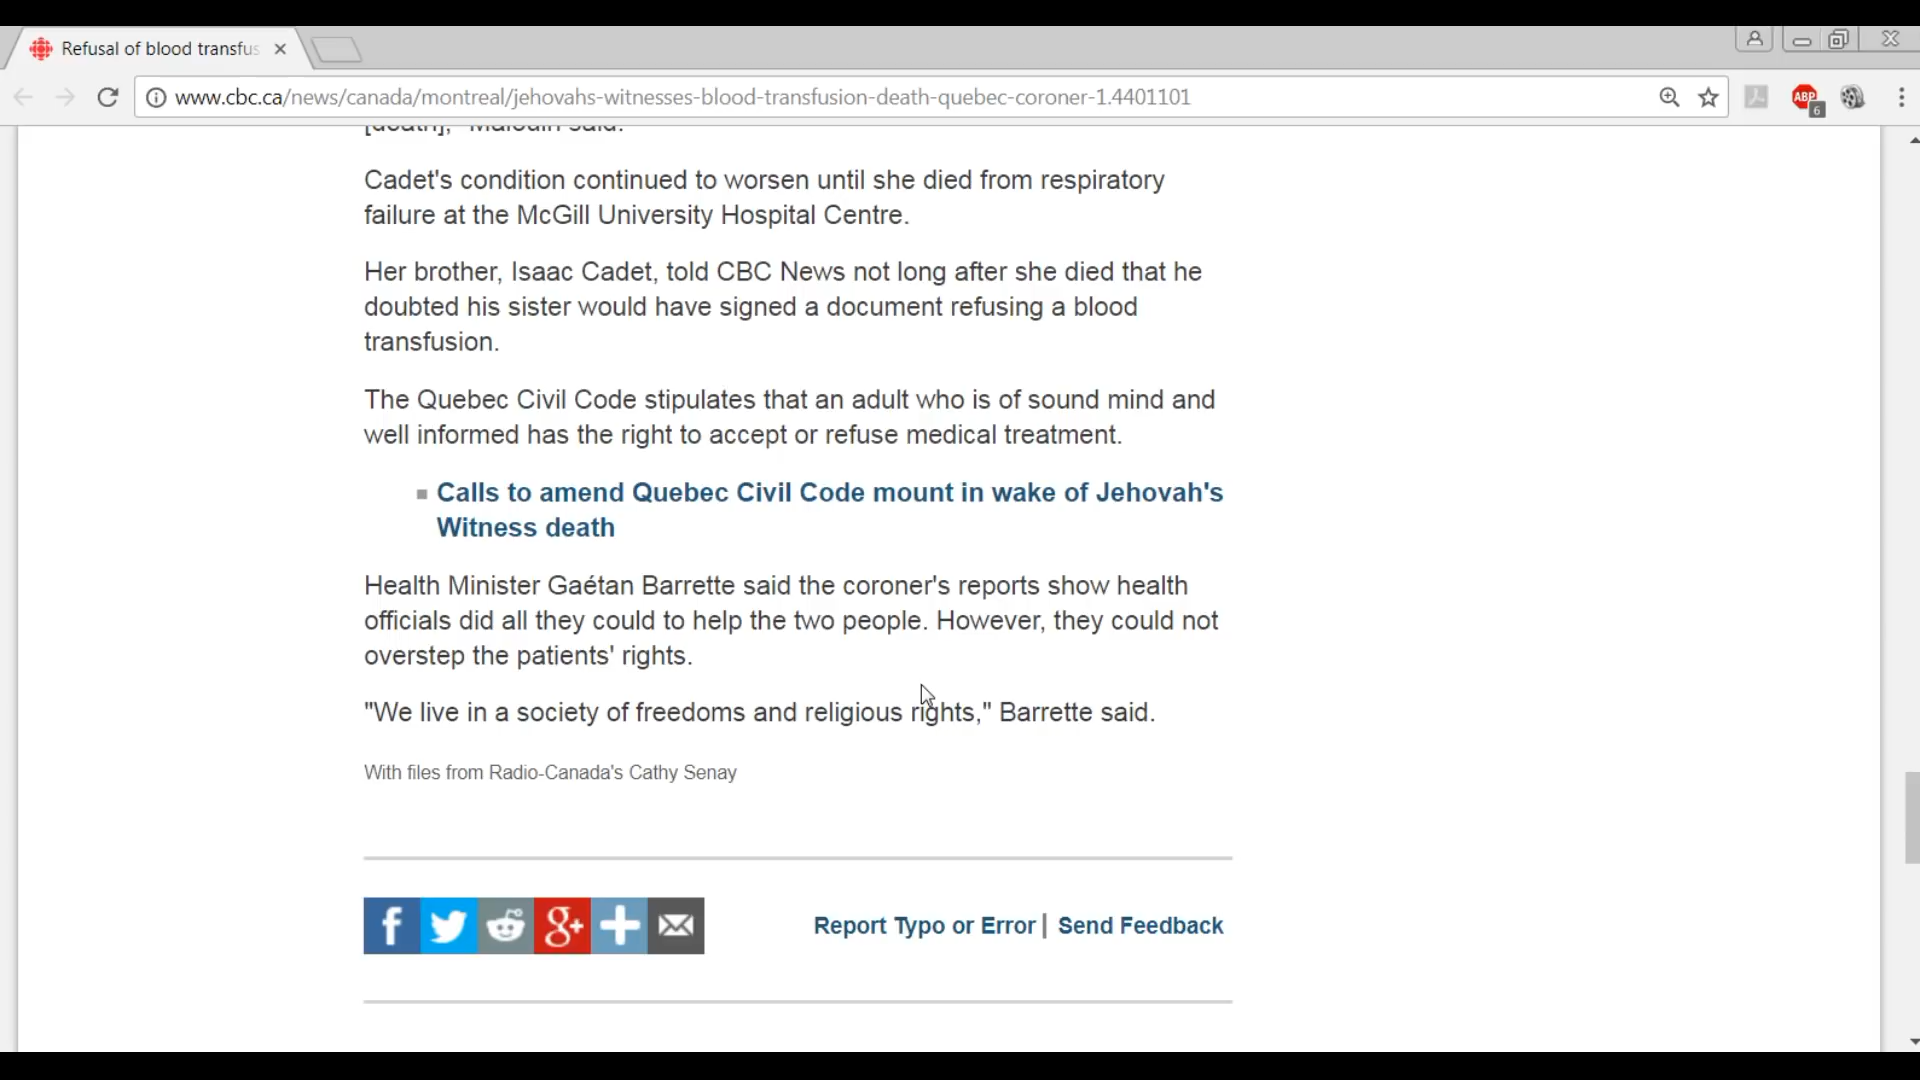 Refusal of blood transfus
www.cbc.ca/news/canada/montreal/jehovahs-witnesses-blood-transfusion-death-quebec-coroner-1.4401101
ABP
6
[death]," Malouin said.
Cadet's condition continued to worsen until she died from respiratory
failure at the McGill University Hospital Centre.
Her brother, Isaac Cadet, told CBC News not long after she died that he
doubted his sister would have signed a document refusing a blood
transfusion.
The Quebec Civil Code stipulates that an adult who is of sound mind and
well informed has the right to accept or refuse medical treatment.
Calls to amend Quebec Civil Code mount in wake of Jehovah's
Witness death
Health Minister Gaétan Barrette said the coroner's reports show health
officials did all they could to help the two people. However, they could not
overstep the patients' rights.
"We live in a society of freedoms and religious rights," Barrette said.
With files from Radio-Canada's Cathy Senay
f
g+
Report Typo or Error | Send Feedback